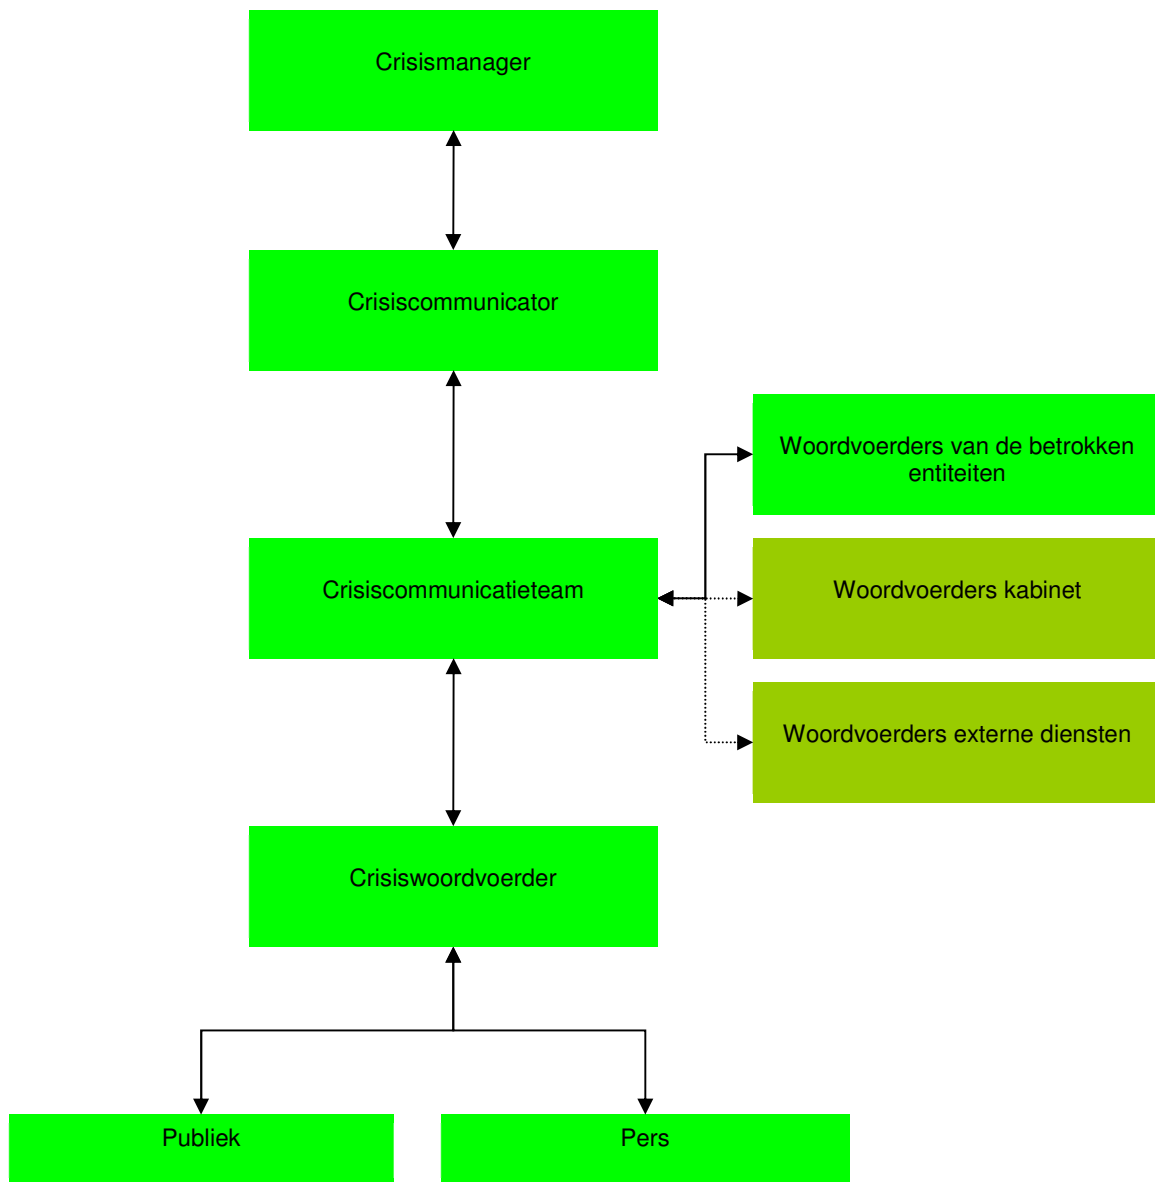 Crisismanager
Crisiscommunicator
Woordvoerders van de betrokken
entiteiten
Crisiscommunicatieteam
Woordvoerders kabinet
Woordvoerders externe diensten
Crisiswoordvoerder
Publiek
Pers